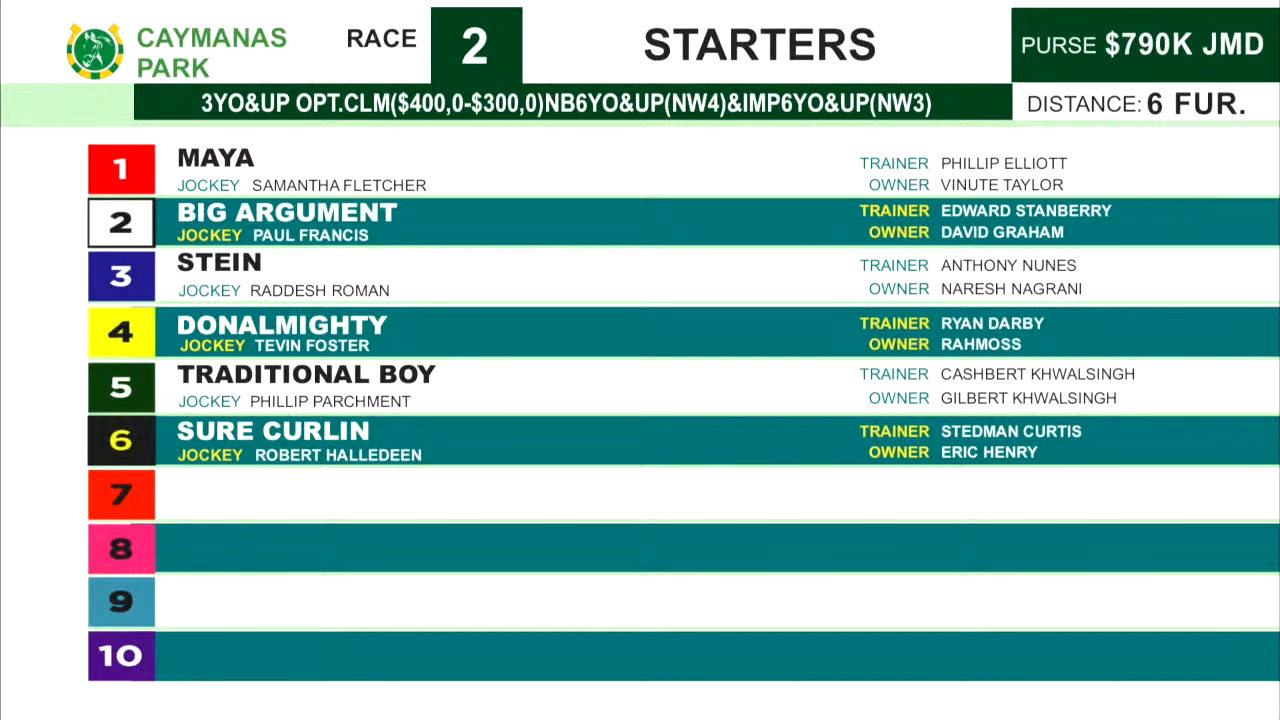 CAYMANAS PARK
RACE 2 STARTERS PURSE $790K JMD
3YO&UP OPT.CLM($400,0-$300,0)NB6YO&UP(NW4)&IMP6YO&UP(NW3) DISTANCE: 6 FUR.
1 MAYA TRAINER PHILLIP ELLIOTT
JOCKEY SAMANTHA FLETCHER OWNER VINUTE TAYLOR
2 BIG ARGUMENT TRAINER EDWARD STANBERRY
JOCKEY PAUL FRANCIS OWNER DAVID GRAHAM
3 STEIN TRAINER ANTHONY NUNES
JOCKEY RADDESH ROMAN OWNER NARESH NAGRANI
4 DONALMIGHTY TRAINER RYAN DARBY
JOCKEY TEVIN FOSTER OWNER RAHMOSS
5 TRADITIONAL BOY TRAINER CASHBERT KHWALSINGH
JOCKEY PHILLIP PARCHMENT OWNER GILBERT KHWALSINGH
6 SURE CURLIN TRAINER STEDMAN CURTIS
JOCKEY ROBERT HALLEDEEN OWNER ERIC HENRY
7
8
9
10